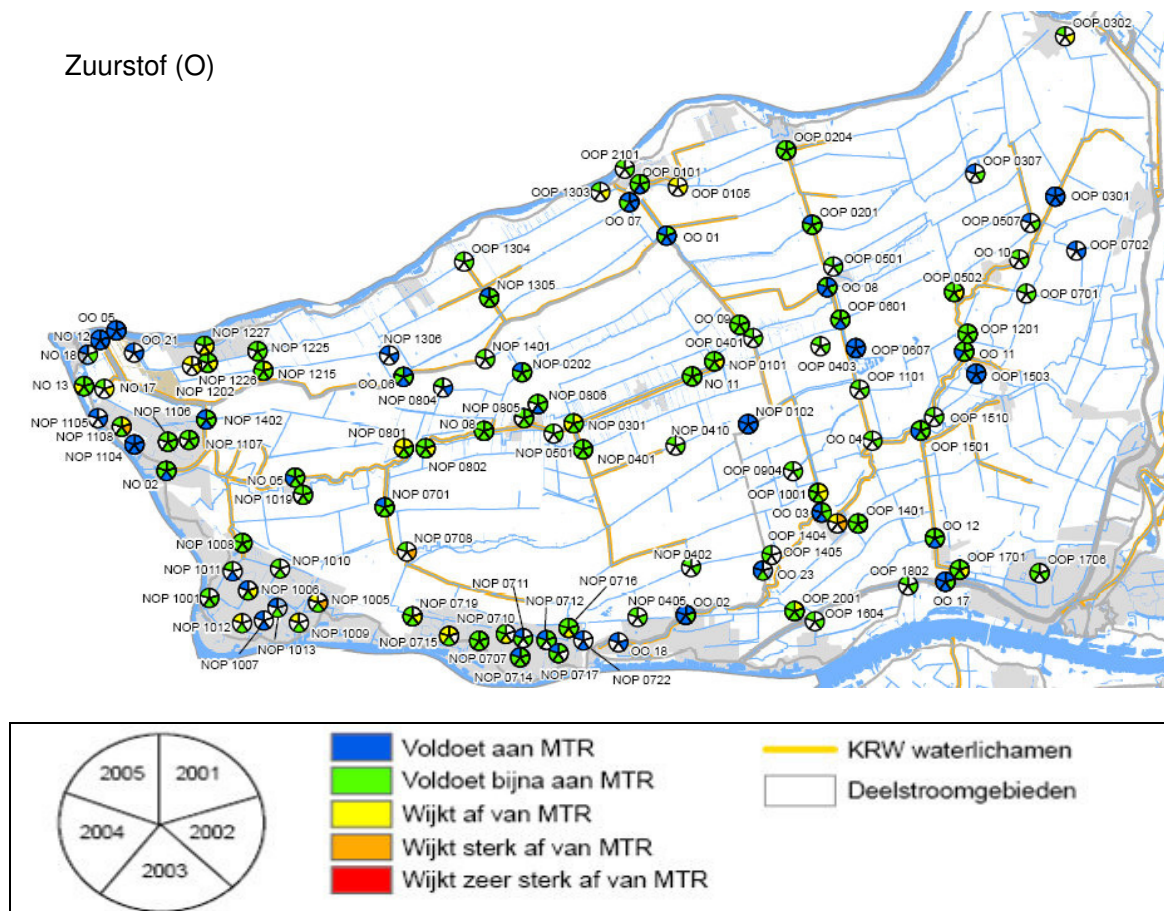 Zuurstof (O)
OOP 0302
OOP 0204
OOP 2101
OOP 0101
OOP 0307
OOP 1303
OOP 0105
OOP 0301
OO 07
OOP 0201
OOP 0507
OO 01
OOP 1304
OOP 0501
OO 10
OOP 0702
NOP 1305
OO 08
OOP 0502
OOP 0701
OO 05
NO 12
OO 21
NOP 1227
NOP 1306
OO 09
OOP 0601
NO 18
NOP 1225
NOP 1401
OOP 0401
OOP 1201
NOP 1226
NOP 1215
NOP 0202
NOP 0101
OOP 0403
OOP 0607
OO 11
NO 13
NO 17
NOP 1202
OO 06
NOP 0804
NO 11
OOP 1101
OOP 1503
NOP 1105
NOP 1106
NOP 1402
NOP 0805
NOP 0806
NOP 0102
OOP 1510
NOP 1108
NOP 1107
NO 08
NOP 0301
NOP 0410
OO 04
OOP 1501
NOP 1104
NOP 0801
NOP 0802
NOP 0501
NOP 0401
NO 02
NO 05
OOP 0904
NOP 1019
NOP 0701
OOP 1001
OO 03
OOP 1401
OO 12
NOP 1008
NOP 0708
OOP 1404
OOP 1405
NOP 1011
NOP 1010
NOP 0402
OO 23
OOP 1802
OOP 1701
OOP 1706
NOP 1001
NOP 1006
NOP 1005
NOP 0711
NOP 0712
NOP 0716
NOP 0405
OO 02
OO 17
NOP 1012
NOP 1009
NOP 0719
NOP 0710
OOP 2001
OOP 1604
NOP 1007
NOP 1013
NOP 0715
NOP 0707
NOP 0714
NOP 0717
NOP 0722
OO 18
2005
2001
2004
2002
2003
Voldoet aan MTR
Voldoet bijna aan MTR
Wijkt af van MTR
Wijkt sterk af van MTR
Wijkt zeer sterk af van MTR
KRW waterlichamen
Deelstroomgebieden